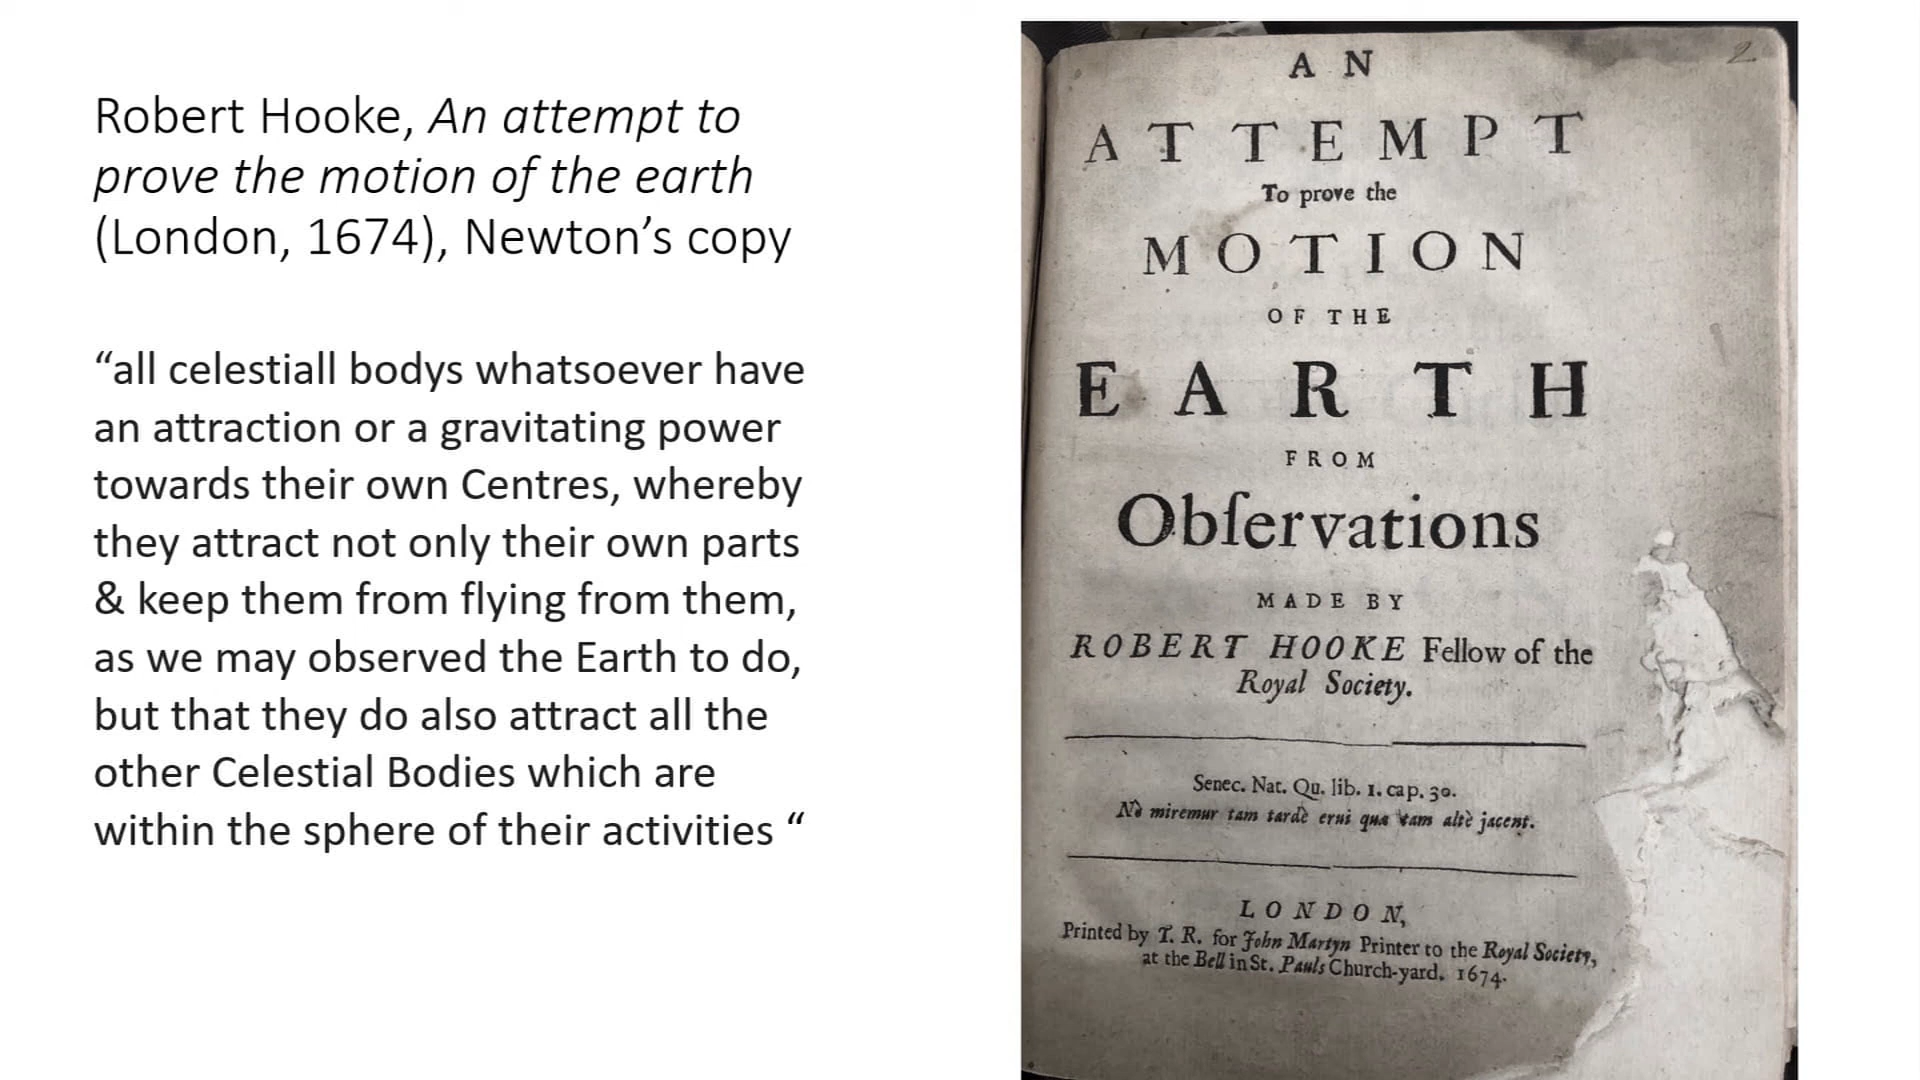 Robert Hooke, An attempt to
prove the motion of the earth
(London, 1674), Newton’s copy
“all celestiall bodys whatsoever have
an attraction or a gravitating power
towards their own Centres, whereby
they attract not only their own parts
& keep them from flying from them,
as we may observed the Earth to do,
but that they do also attract all the
other Celestial Bodies which are
within the sphere of their activities “
2
AN
ATTEMPT
To prove the
MOTION
OF THE
EARTH
FROM
Obſervations
MADE BY
ROBERT HOOKE Fellow of the
Royal Society.
Senec. Nat. Qu. lib. 1. cap. 30.
Nè miremur tam tardè erui quæ tam altè jacent.
LONDON,
Printed by T. R. for John Martyn Printer to the Royal Society,
at the Bell in St. Pauls Church-yard. 1674.